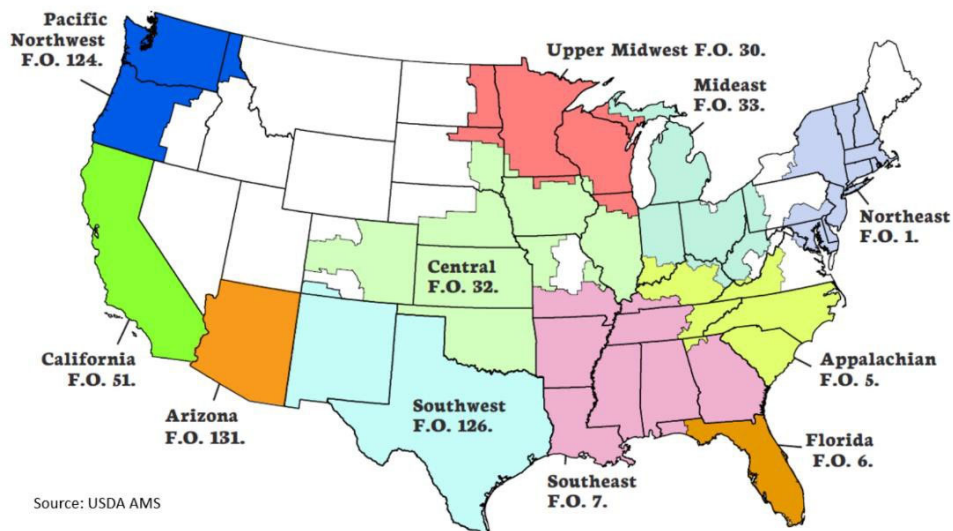 Pacific
Northwest
F.O. 124.
Upper Midwest F.O. 30.
Mideast
F.O. 33.
Northeast
F.O. 1.
Central
F.O. 32.
California
F.O. 51.
Appalachian
F.O. 5.
Arizona
F.O. 131.
Southwest
F.O. 126.
Florida
F.O. 6.
Southeast
F.O. 7.
Source: USDA AMS